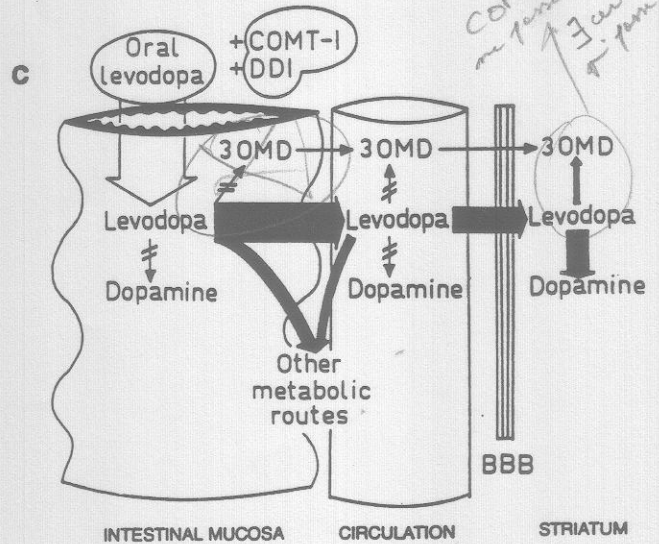 C
Oral
levodopa
+COMT-I
+DDI
3OMD
3OMD
3OMD
Levodopa
Levodopa
Levodopa
Dopamine
Dopamine
Dopamine
Other
metabolic
routes
BBB
INTESTINAL MUCOSA
CIRCULATION
STRIATUM